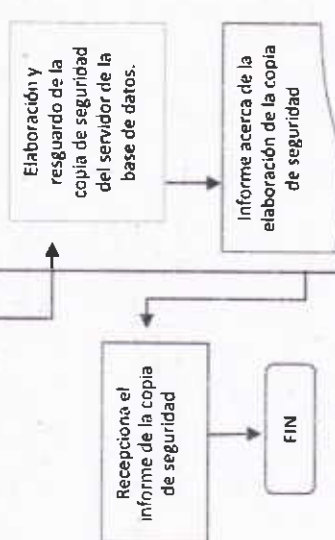 Elaboración y
resguardo de la
copia de seguridad
del servidor de la
base de datos.
Informe acerca de la
elaboración de la copia
de seguridad
Recepciona el
informe de la copia
de seguridad
FIN